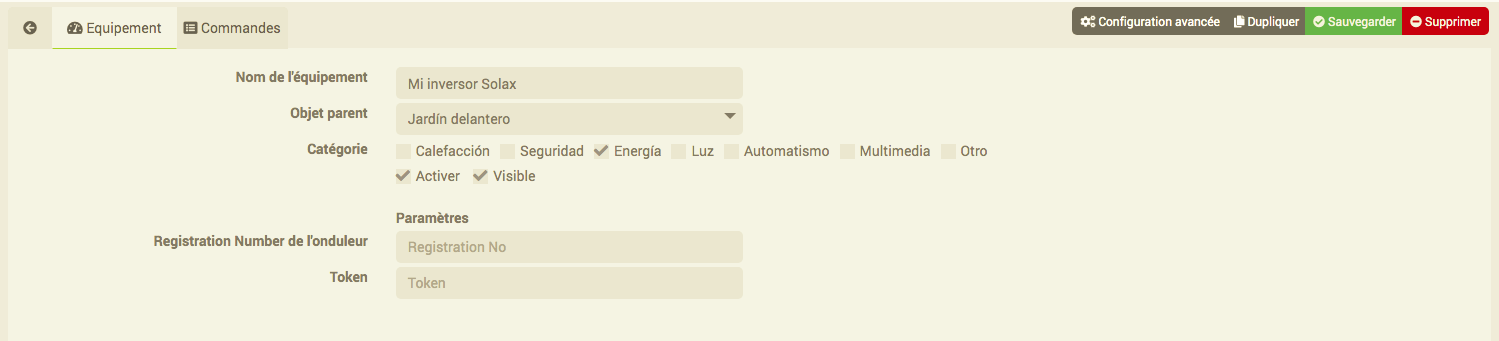 Equipement Commandes Configuration avancée Dupliquer Sauvegarder Supprimer
Nom de l'équipement Mi inversor Solax
Objet parent Jardín delantero
Catégorie Calefacción Seguridad Energía Luz Automatismo Multimedia Otro
Activer Visible
Paramètres
Registration Number de l'onduleur Registration No
Token Token